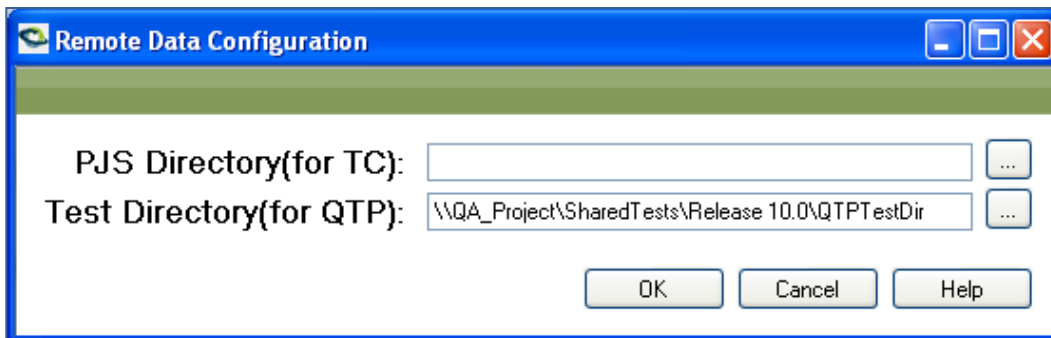 Remote Data Configuration
PJS Directory(for TC):
...
Test Directory(for QTP): \\QA_Project\SharedTests\Release 10.0\QTPTestDir
...
OK Cancel Help